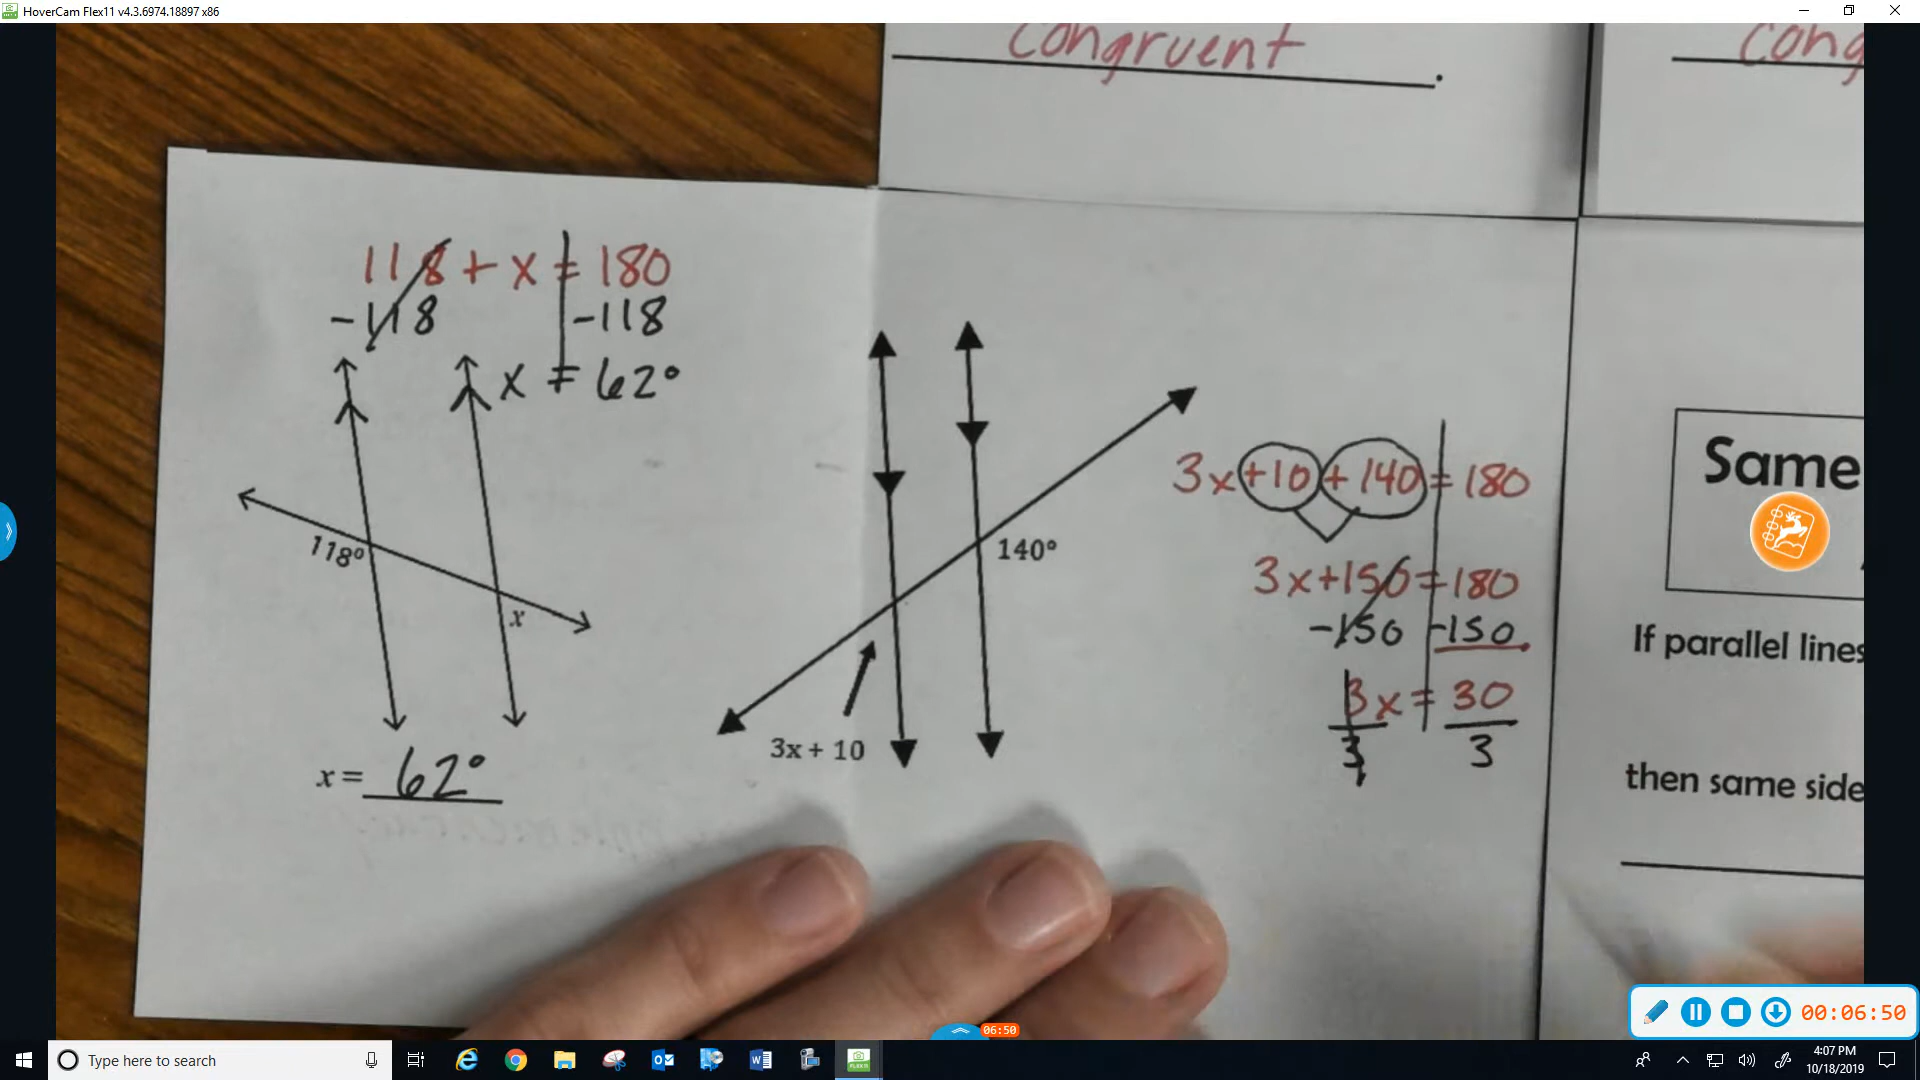 HoverCam Flex11 v4.3.6974.18897 x86
congruent
.
118 + x = 180
-118 -118
x = 62°
118°
x
x = 62°
140°
3x + 10
3x +10 + 140 = 180
3x+150 = 180
-150 -150
3x = 30
3 3
Same
If parallel lines
then same side
00:06:50
06:50
Type here to search
4:07 PM
10/18/2019